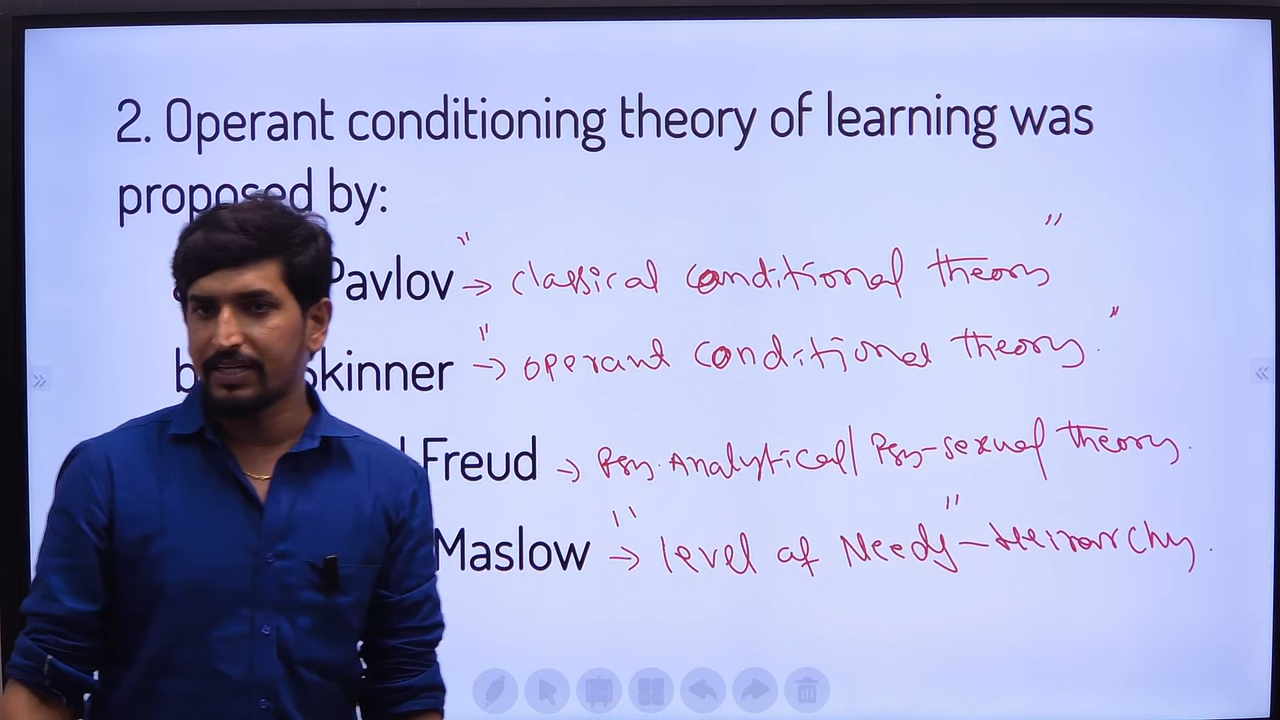 2. Operant conditioning theory of learning was
proposed by:
Pavlov -> "classical conditional theory"
b Skinner -> "operant conditional theory".
Freud -> Psy. Analytical/ Psy-sexual theory.
Maslow -> "level of Needs" - Heirarchy.